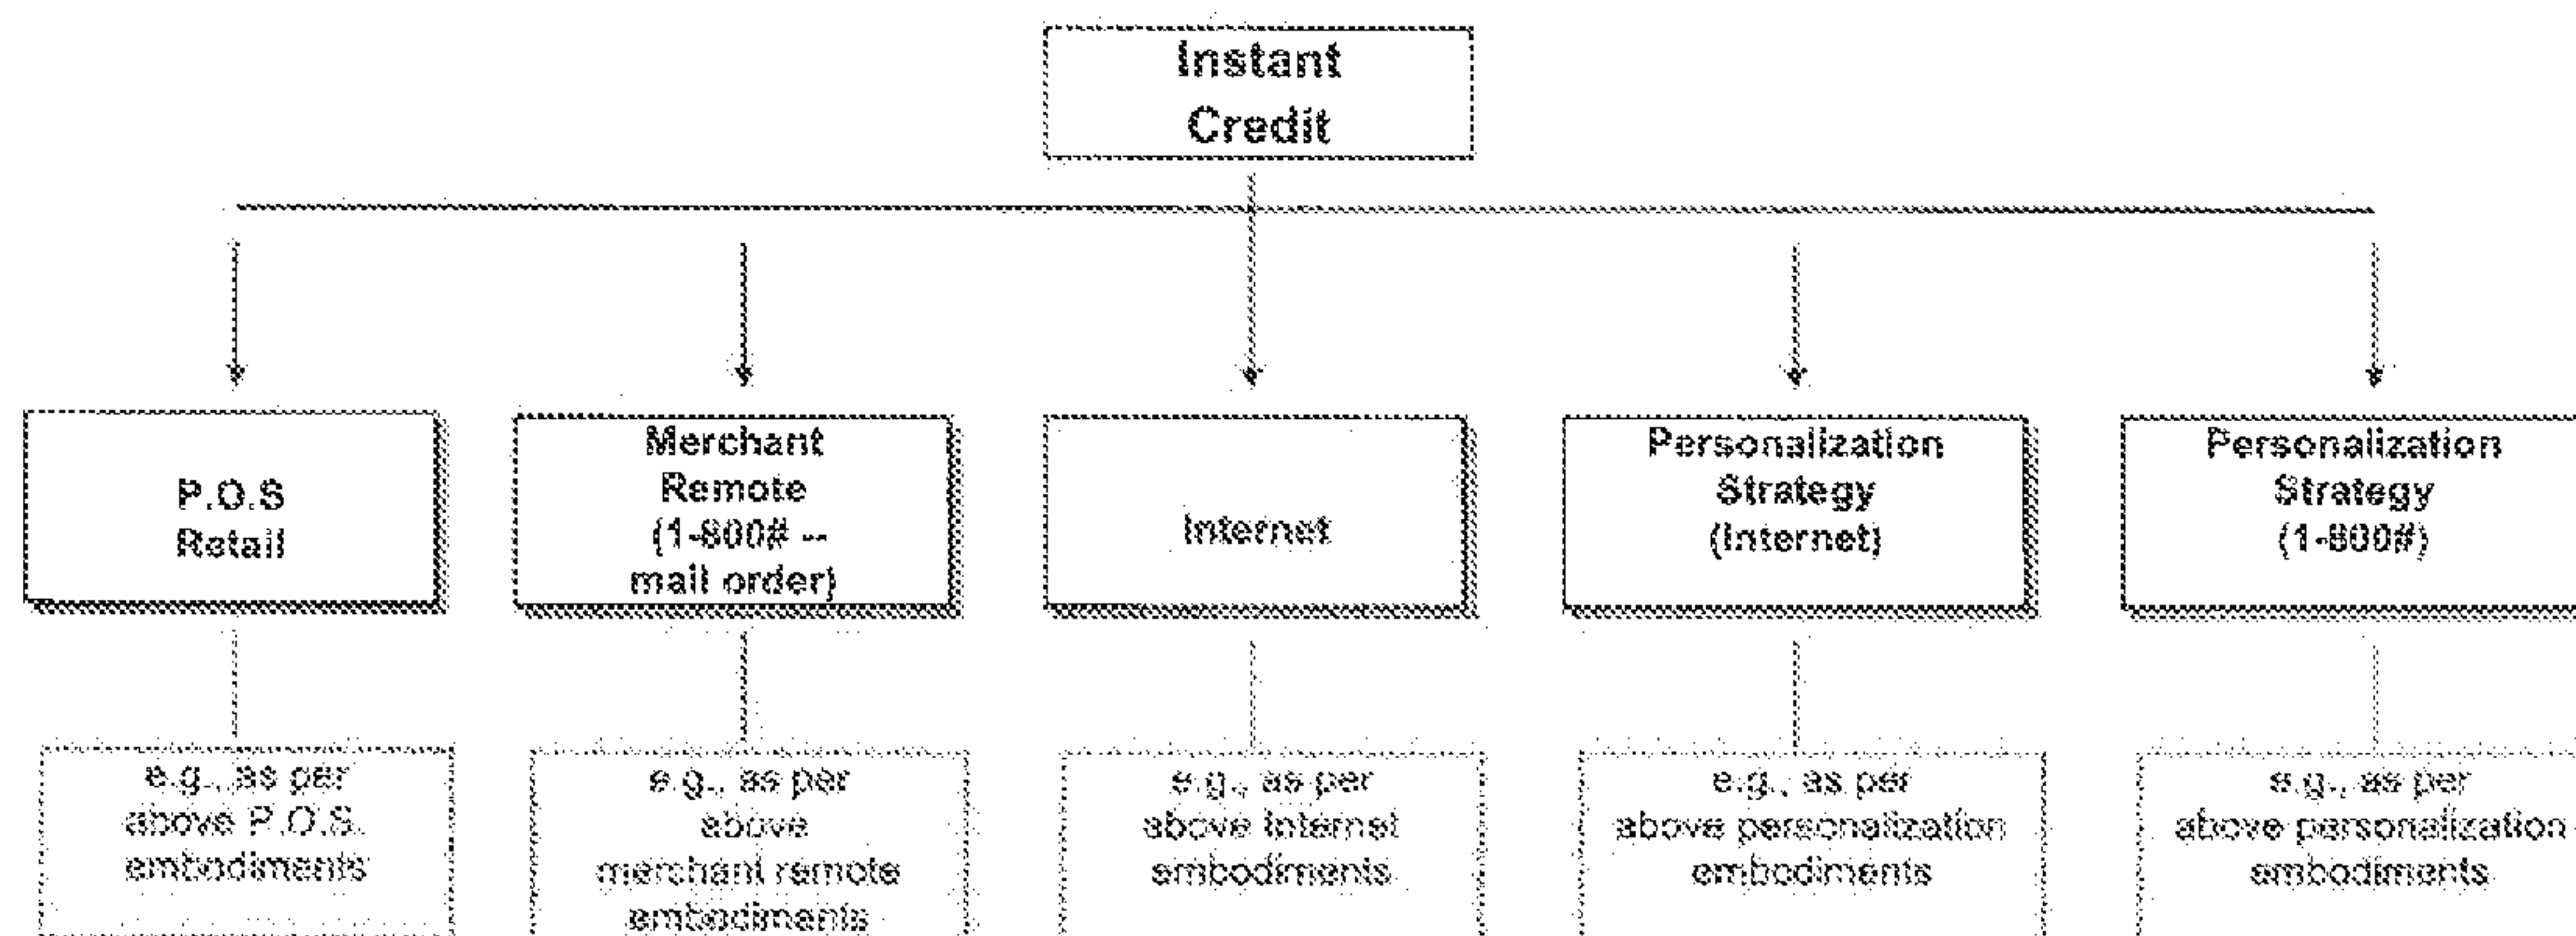 Instant
Credit
P.O.S
Retail
Merchant
Remote
(1-800# --
mail order)
Internet
Personalization
Strategy
(Internet)
Personalization
Strategy
(1-800#)
e.g., as per
above P.O.S.
embodiments
e.g., as per
above
merchant remote
embodiments
e.g., as per
above Internet
embodiments
e.g., as per
above personalization
embodiments
e.g., as per
above personalization
embodiments